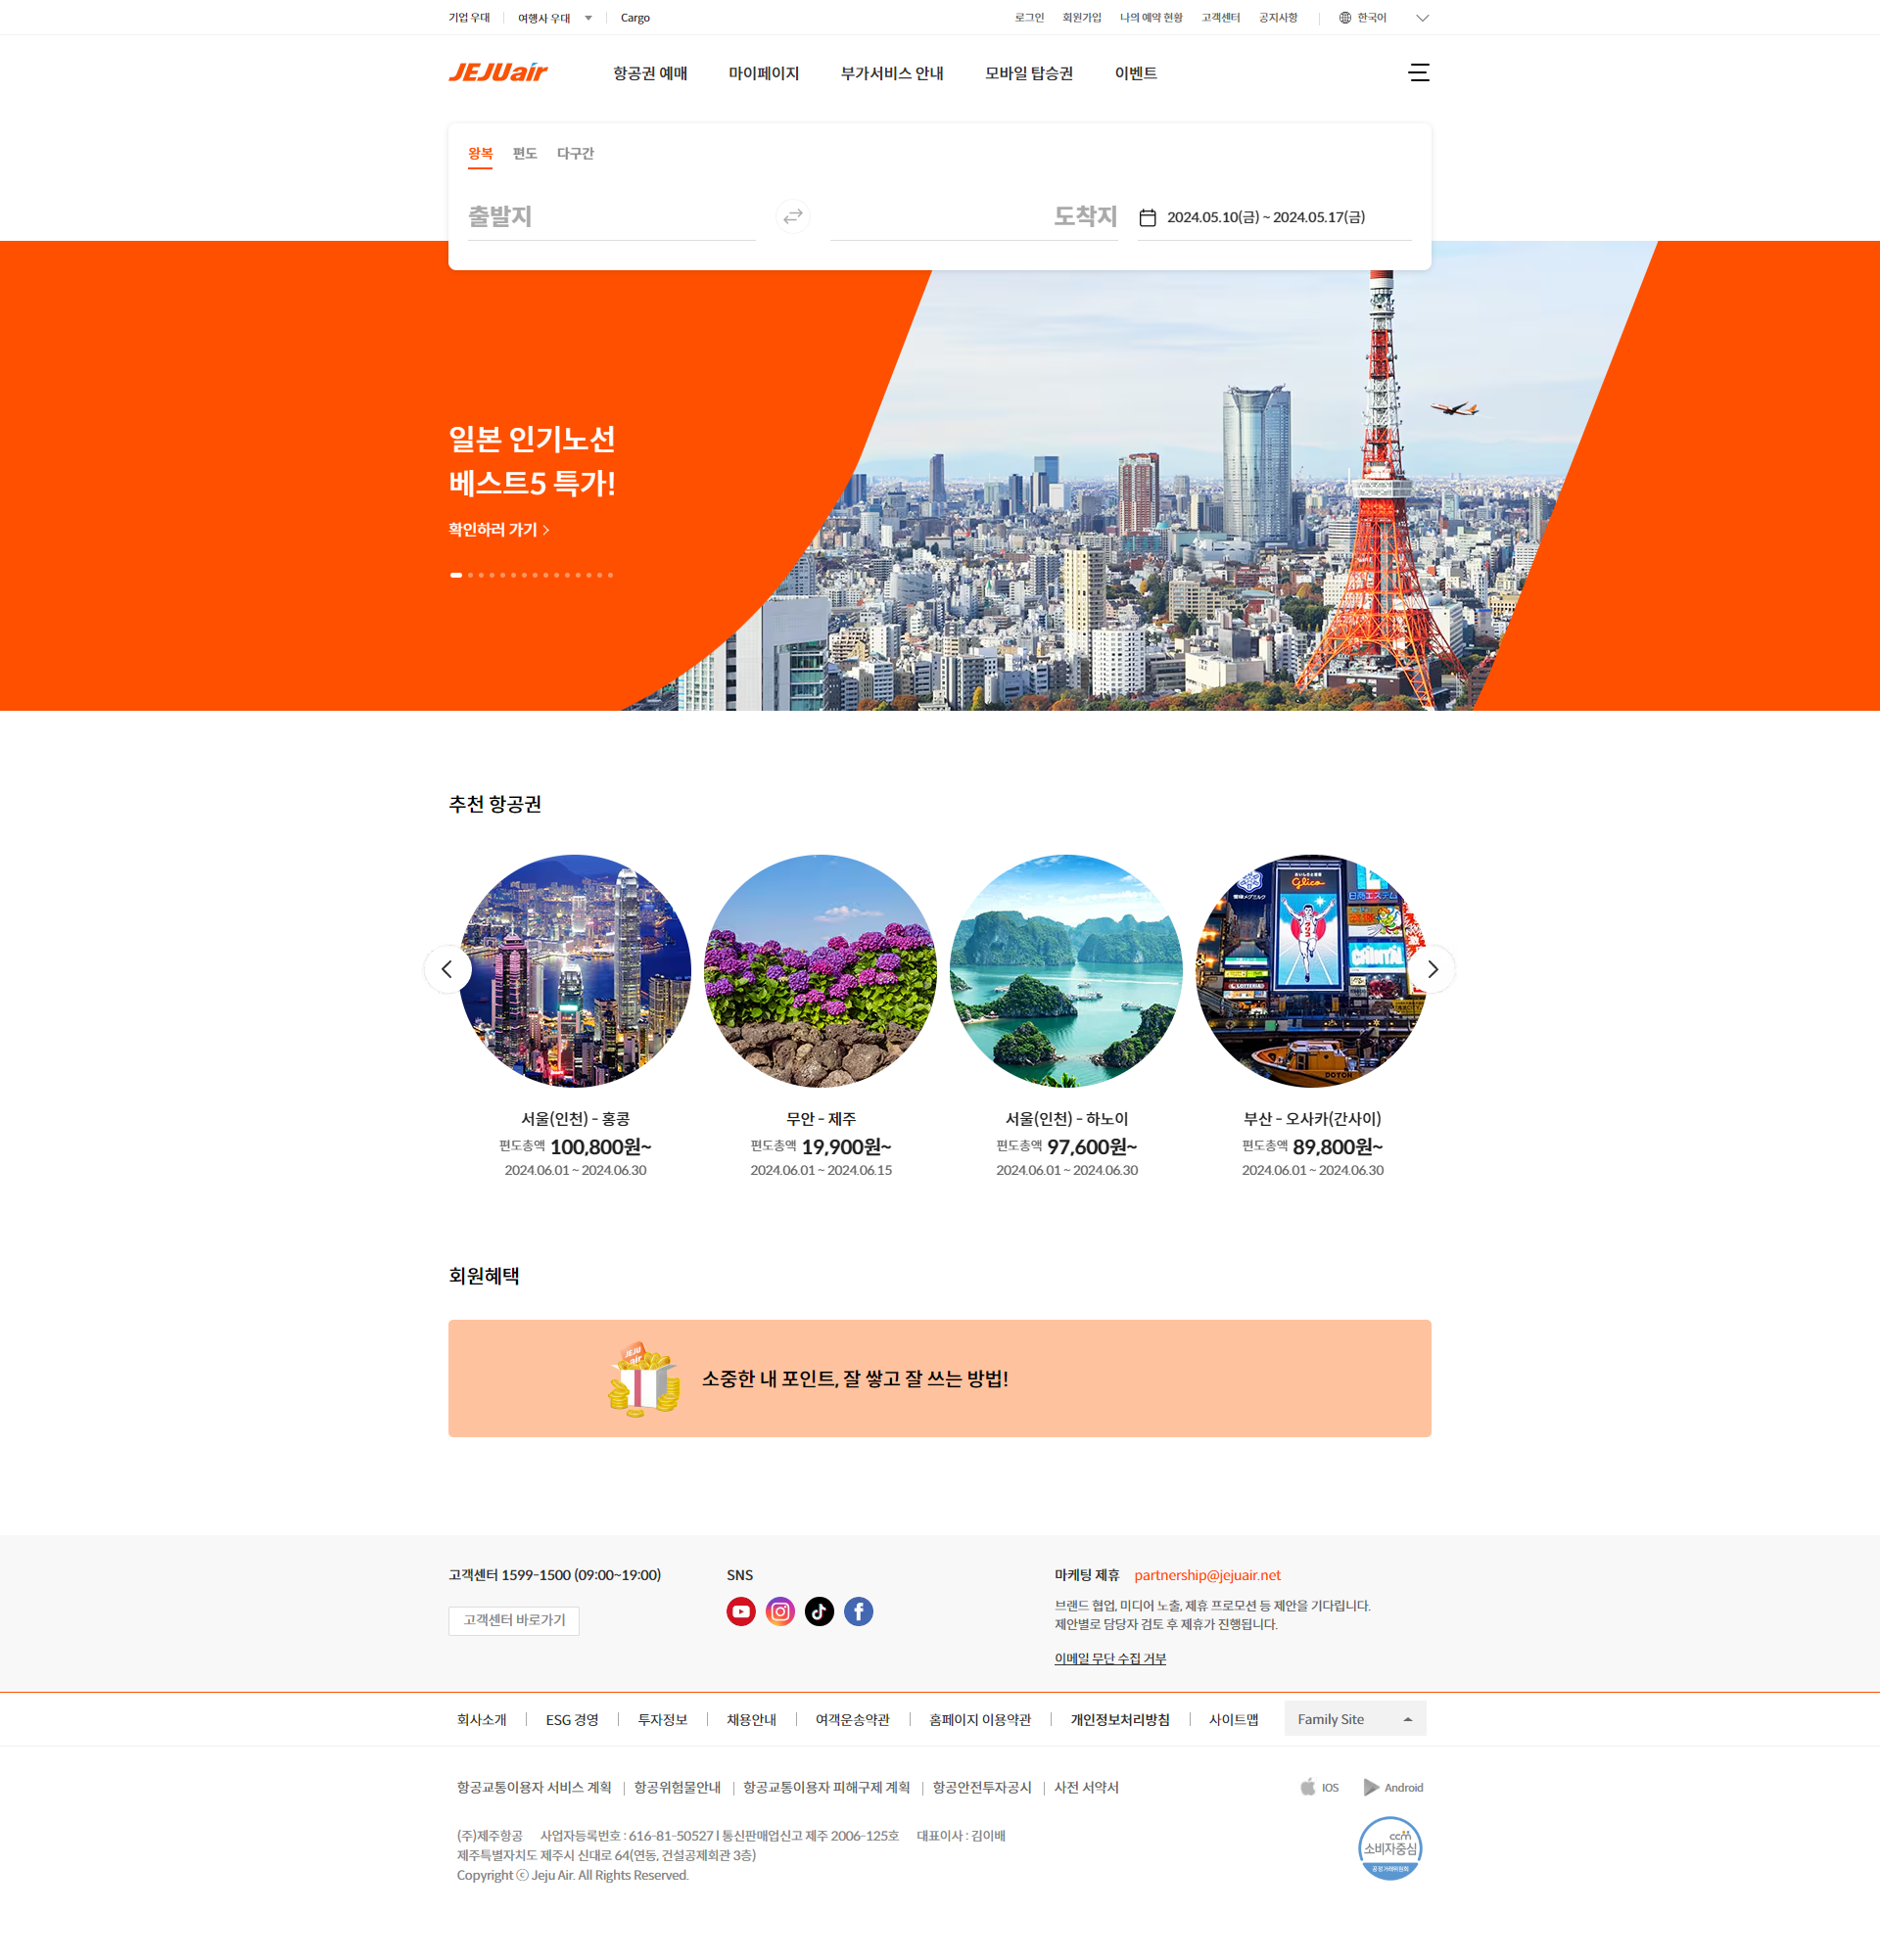 기업 우대 여행사 우대 Cargo 로그인 회원가입 나의 예약 현황 고객센터 공지사항 한국어
JEJUair 항공권 예매 마이페이지 부가서비스 안내 모바일 탑승권 이벤트
왕복 편도 다구간
출발지 도착지 2024.05.10(금) ~ 2024.05.17(금)
일본 인기노선
베스트5 특가!
확인하러 가기
추천 항공권
Glico
CHINTAI
LOTTERIA
DOTCH
서울(인천) - 홍콩
편도총액 100,800원~
2024.06.01 ~ 2024.06.30
무안 - 제주
편도총액 19,900원~
2024.06.01 ~ 2024.06.15
서울(인천) - 하노이
편도총액 97,600원~
2024.06.01 ~ 2024.06.30
부산 - 오사카(간사이)
편도총액 89,800원~
2024.06.01 ~ 2024.06.30
회원혜택
JEJU
air
소중한 내 포인트, 잘 쌓고 잘 쓰는 방법!
고객센터 1599-1500 (09:00~19:00)
고객센터 바로가기
SNS
마케팅 제휴 partnership@jejuair.net
브랜드 협업, 미디어 노출, 제휴 프로모션 등 제안을 기다립니다.
제안별로 담당자 검토 후 제휴가 진행됩니다.
이메일 무단 수집 거부
회사소개 ESG 경영 투자정보 채용안내 여객운송약관 홈페이지 이용약관 개인정보처리방침 사이트맵 Family Site
항공교통이용자 서비스 계획 항공위험물안내 항공교통이용자 피해구제 계획 항공안전투자공시 사전 서약서 IOS Android
(주)제주항공 사업자등록번호 : 616-81-50527 l 통신판매업신고 제주 2006-125호 대표이사 : 김이배
제주특별자치도 제주시 신대로 64(연동, 건설공제회관 3층)
Copyright ⓒ Jeju Air. All Rights Reserved.
ccm
소비자중심
공정거래위원회